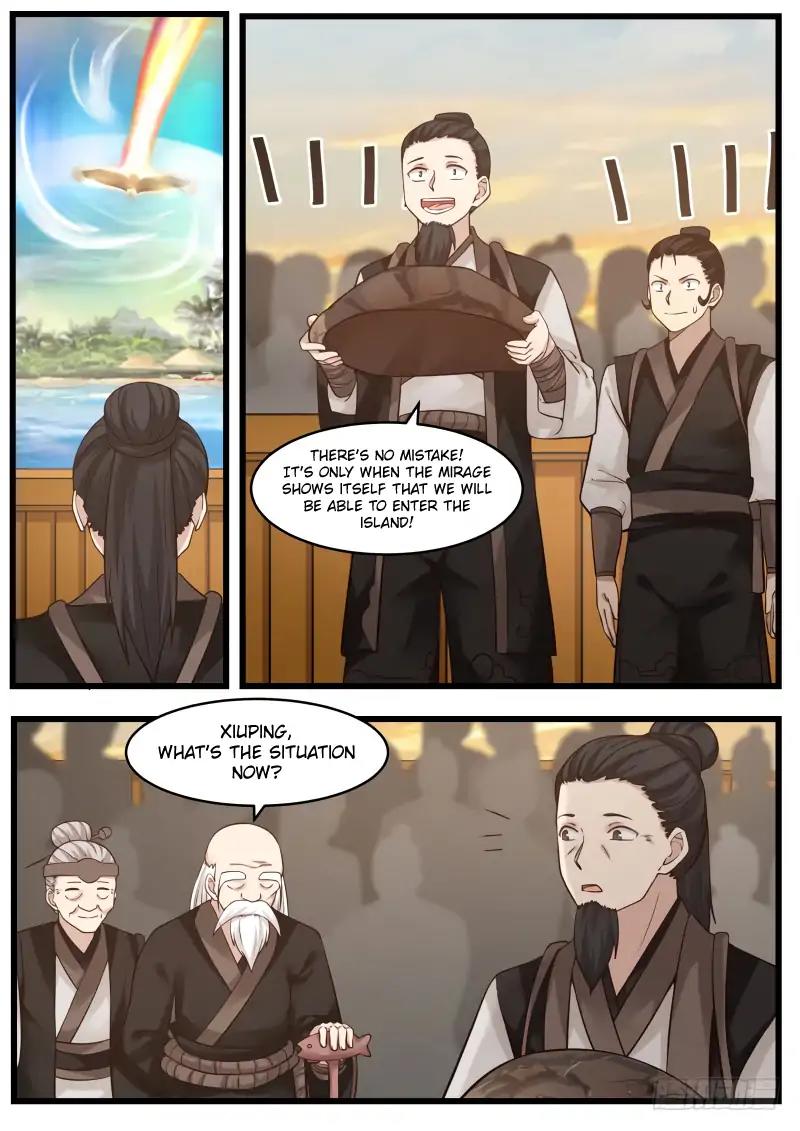 THERE'S NO MISTAKE!
IT'S ONLY WHEN THE MIRAGE
SHOWS ITSELF THAT WE WILL
BE ABLE TO ENTER THE
ISLAND!
XIUPING,
WHAT'S THE SITUATION
NOW?